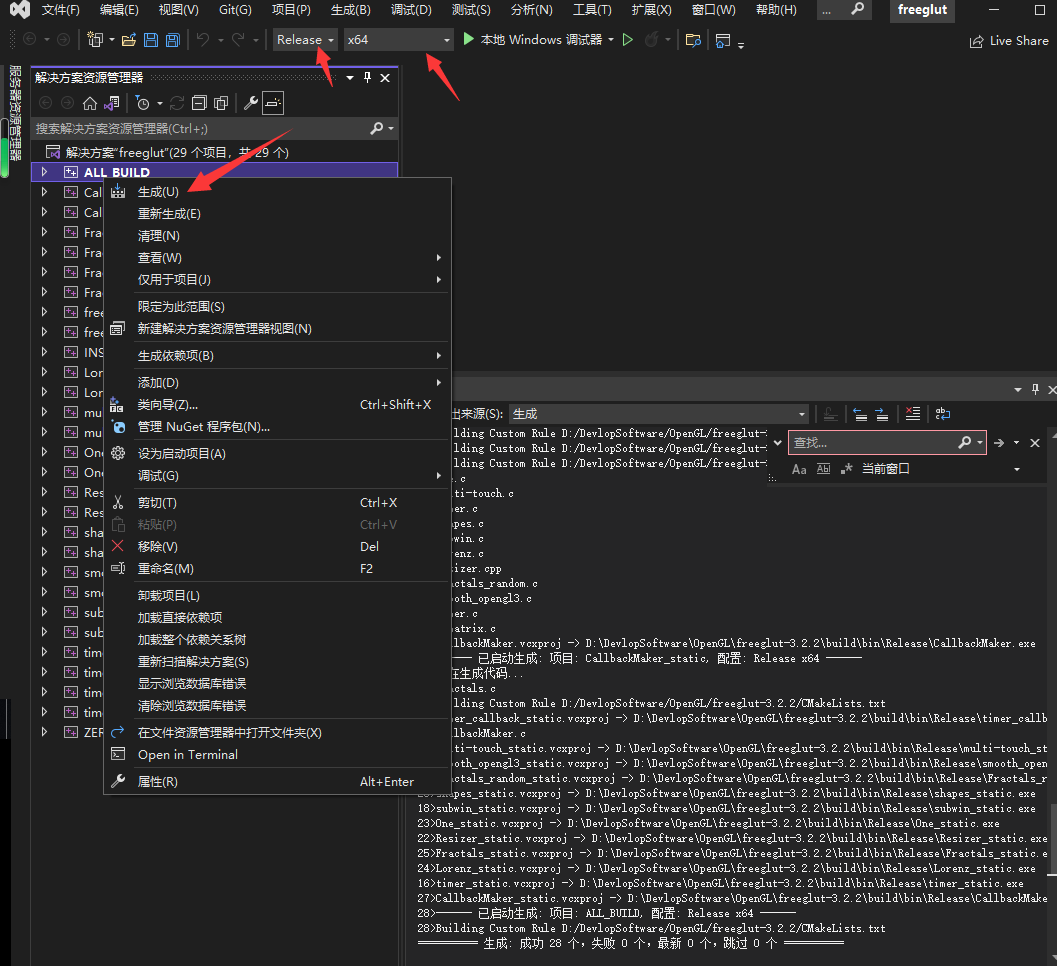 文件(F) 编辑(E) 视图(V) Git(G) 项目(P) 生成(B) 调试(D) 测试(S) 分析(N) 工具(T) 扩展(X) 窗口(W) 帮助(H) ... freeglut
Release x64 本地 Windows 调试器 Live Share
服务器资源管理器
解决方案资源管理器
搜索解决方案资源管理器(Ctrl+;)
解决方案"freeglut"(29 个项目，共 29 个)
ALL_BUILD
Cal
Cal
Fra
Fra
Fra
Fra
free
free
INS
Lor
Lor
mu
mu
One
One
Res
Res
sha
sha
smo
smo
sub
sub
time
time
time
time
ZER
生成(U)
重新生成(E)
清理(N)
查看(W)
仅用于项目(J)
限定为此范围(S)
新建解决方案资源管理器视图(N)
生成依赖项(B)
添加(D)
类向导(Z)... Ctrl+Shift+X
管理 NuGet 程序包(N)...
设为启动项目(A)
调试(G)
剪切(T) Ctrl+X
粘贴(P) Ctrl+V
移除(V) Del
重命名(M) F2
卸载项目(L)
加载直接依赖项
加载整个依赖关系树
重新扫描解决方案(S)
显示浏览数据库错误
清除浏览数据库错误
在文件资源管理器中打开文件夹(X)
Open in Terminal
属性(R) Alt+Enter
出来源(S): 生成
查找...
Aa Ab 当前窗口
lding Custom Rule D:/DevlopSoftware/OpenGL/freeglut-
lding Custom Rule D:/DevlopSoftware/OpenGL/freeglut-
lding Custom Rule D:/DevlopSoftware/OpenGL/freeglut-
.c
ti-touch.c
er.c
pes.c
win.c
enz.c
izer.cpp
ctals_random.c
oth_opengl3.c
er.c
atrix.c
lbackMaker.vcxproj -> D:\DevlopSoftware\OpenGL\freeglut-3.2.2\build\bin\Release\CallbackMaker.exe
—— 已启动生成: 项目: CallbackMaker_static, 配置: Release x64 ——
在生成代码...
ctals.c
lding Custom Rule D:/DevlopSoftware/OpenGL/freeglut-3.2.2/CMakeLists.txt
er_callback_static.vcxproj -> D:\DevlopSoftware\OpenGL\freeglut-3.2.2\build\bin\Release\timer_callb
lbackMaker.c
ti-touch_static.vcxproj -> D:\DevlopSoftware\OpenGL\freeglut-3.2.2\build\bin\Release\multi-touch_st
oth_opengl3_static.vcxproj -> D:\DevlopSoftware\OpenGL\freeglut-3.2.2\build\bin\Release\smooth_open
ctals_random_static.vcxproj -> D:\DevlopSoftware\OpenGL\freeglut-3.2.2\build\bin\Release\Fractals_r
shapes_static.vcxproj -> D:\DevlopSoftware\OpenGL\freeglut-3.2.2\build\bin\Release\shapes_static.exe
18>subwin_static.vcxproj -> D:\DevlopSoftware\OpenGL\freeglut-3.2.2\build\bin\Release\subwin_static.exe
23>One_static.vcxproj -> D:\DevlopSoftware\OpenGL\freeglut-3.2.2\build\bin\Release\One_static.exe
22>Resizer_static.vcxproj -> D:\DevlopSoftware\OpenGL\freeglut-3.2.2\build\bin\Release\Resizer_static.exe
25>Fractals_static.vcxproj -> D:\DevlopSoftware\OpenGL\freeglut-3.2.2\build\bin\Release\Fractals_static.e
24>Lorenz_static.vcxproj -> D:\DevlopSoftware\OpenGL\freeglut-3.2.2\build\bin\Release\Lorenz_static.exe
16>timer_static.vcxproj -> D:\DevlopSoftware\OpenGL\freeglut-3.2.2\build\bin\Release\timer_static.exe
27>CallbackMaker_static.vcxproj -> D:\DevlopSoftware\OpenGL\freeglut-3.2.2\build\bin\Release\CallbackMake
28>—— 已启动生成: 项目: ALL_BUILD, 配置: Release x64 ——
28>Building Custom Rule D:/DevlopSoftware/OpenGL/freeglut-3.2.2/CMakeLists.txt
========== 生成: 成功 28 个，失败 0 个，最新 0 个，跳过 0 个 ==========